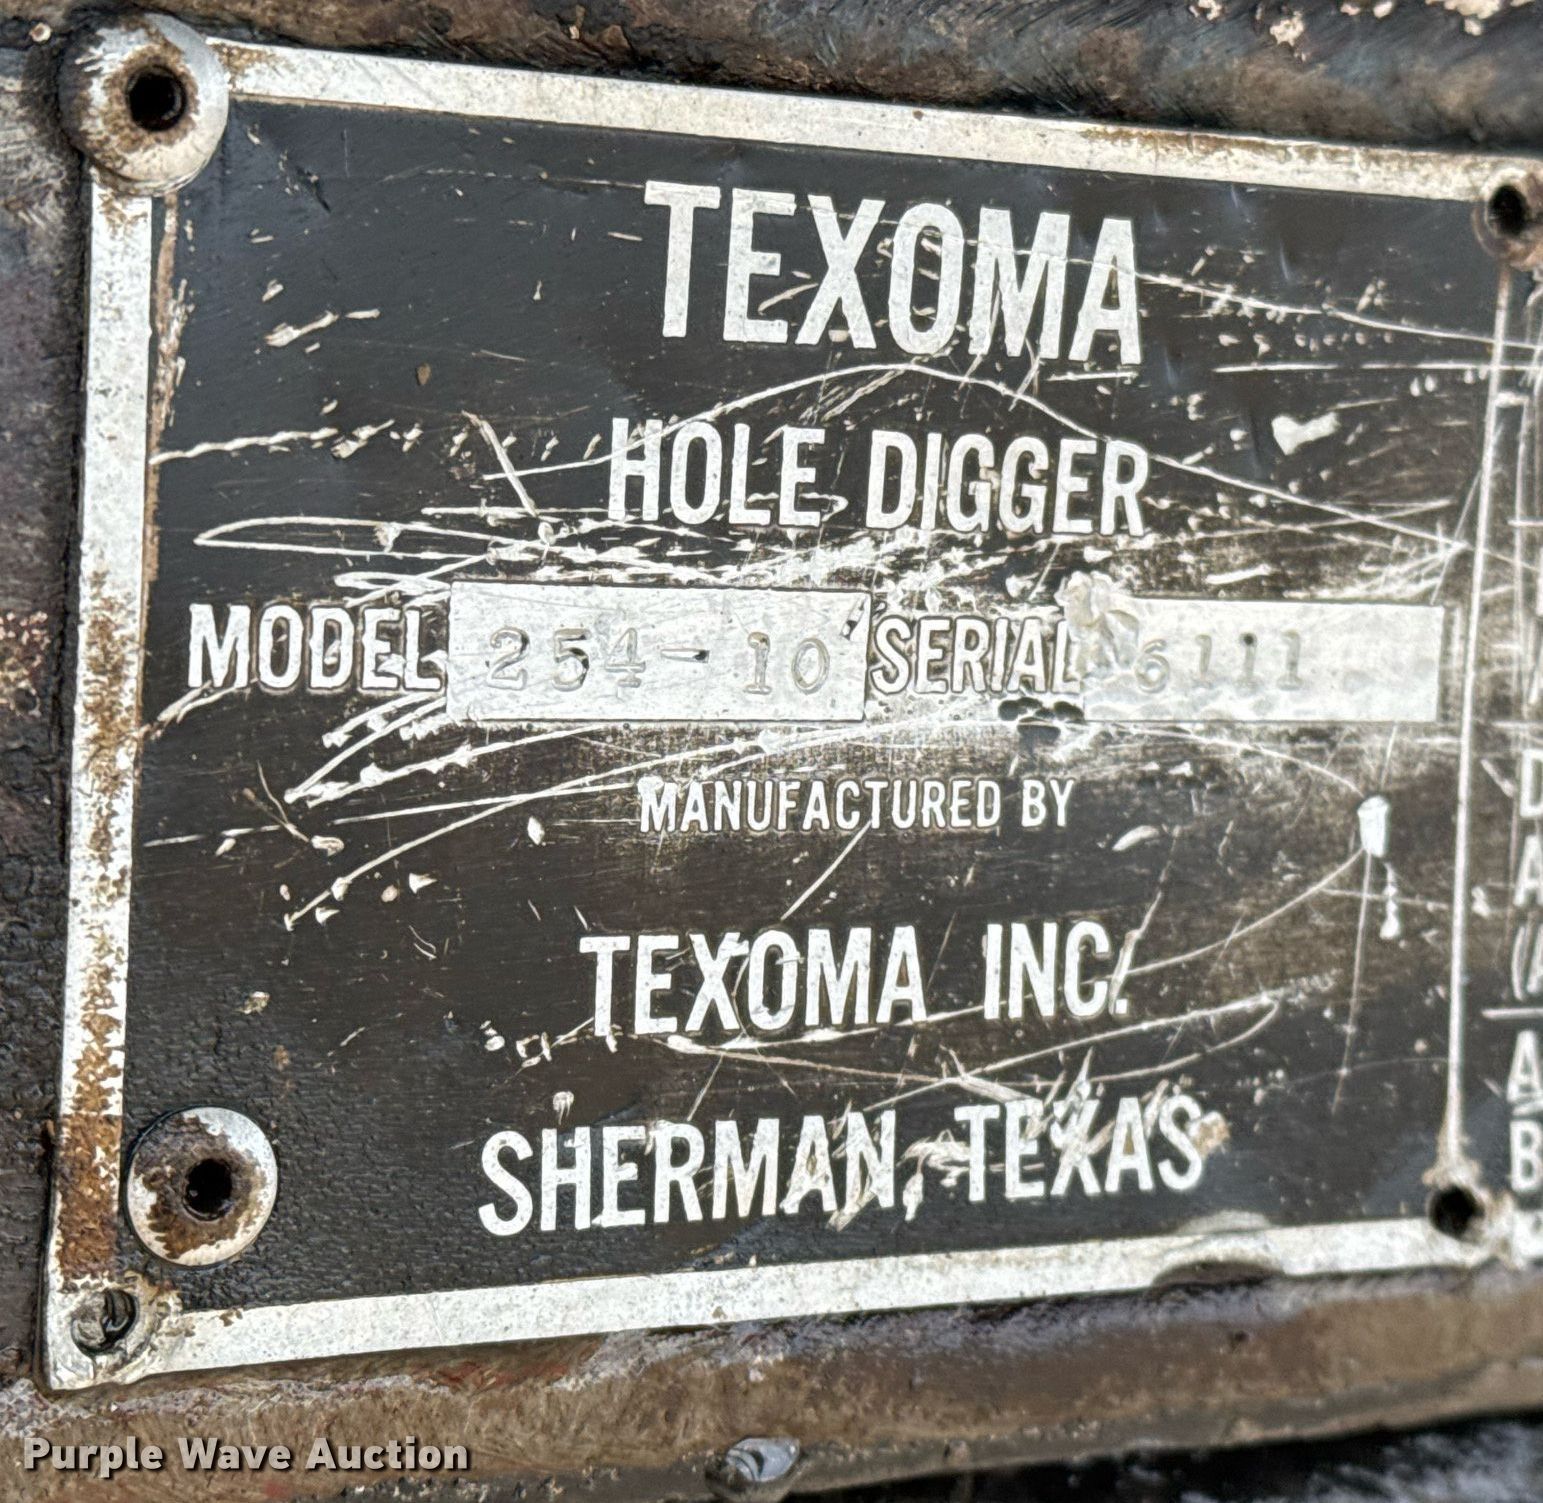 TEXOMA
HOLE DIGGER
MODEL 254-10 SERIAL 6111
MANUFACTURED BY
TEXOMA INC.
SHERMAN, TEXAS
Purple Wave Auction